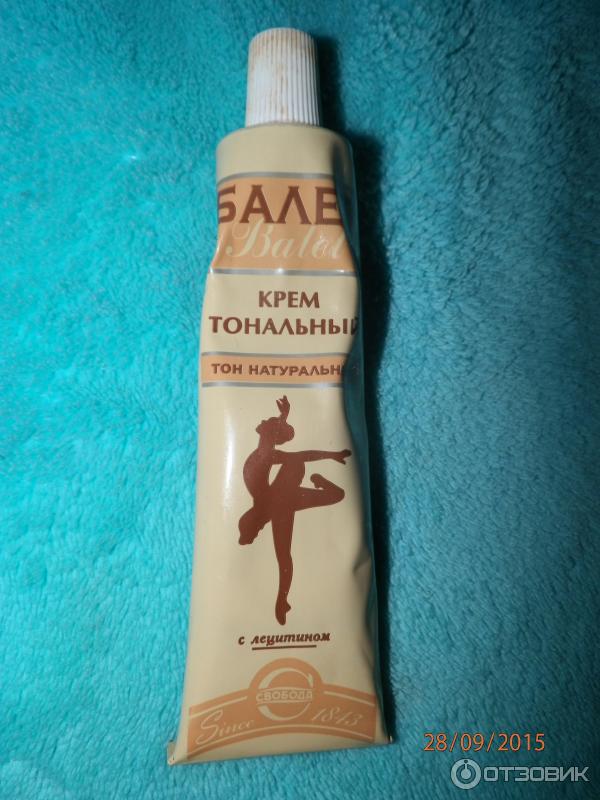 БАЛЕ
Balet
КРЕМ
ТОНАЛЬНЫЙ
ТОН НАТУРАЛЬН
с лецитином
СВОБОДА
Since 1843
28/09/2015
ОТЗОВИК